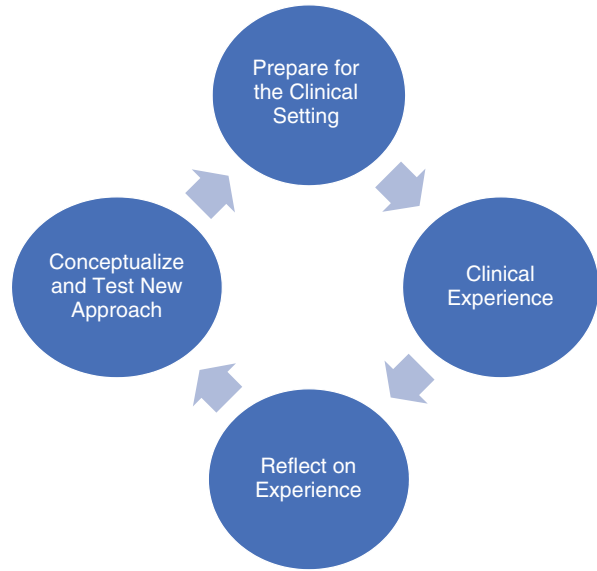 Prepare for
the Clinical
Setting
Clinical
Experience
Reflect on
Experience
Conceptualize
and Test New
Approach